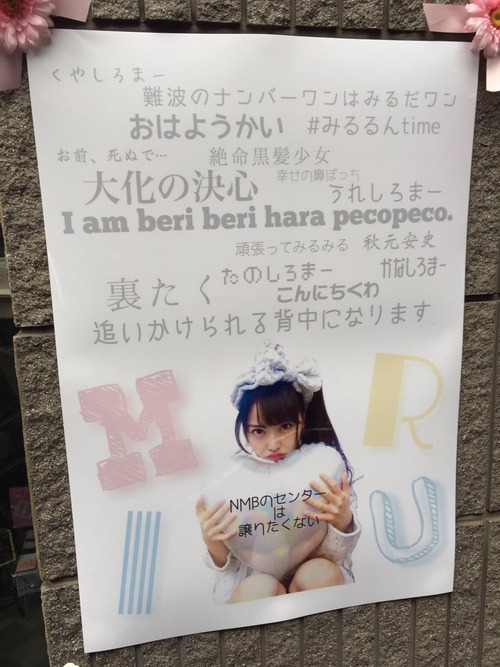 くやしろまー
難波のナンバーワンはみるだワン
おはようかい #みるるんtime
お前、死ぬで… 絶命黒髪少女
大化の決心 幸せの鼻ぽっち
うれしろまー
I am beri beri hara pecopeco.
頑張ってみるみる 秋元安史
裏たく たのしろまー かなしろまー
こんにちくわ
追いかけられる背中になります
M R
I U
NMBのセンター
は
譲りたくない